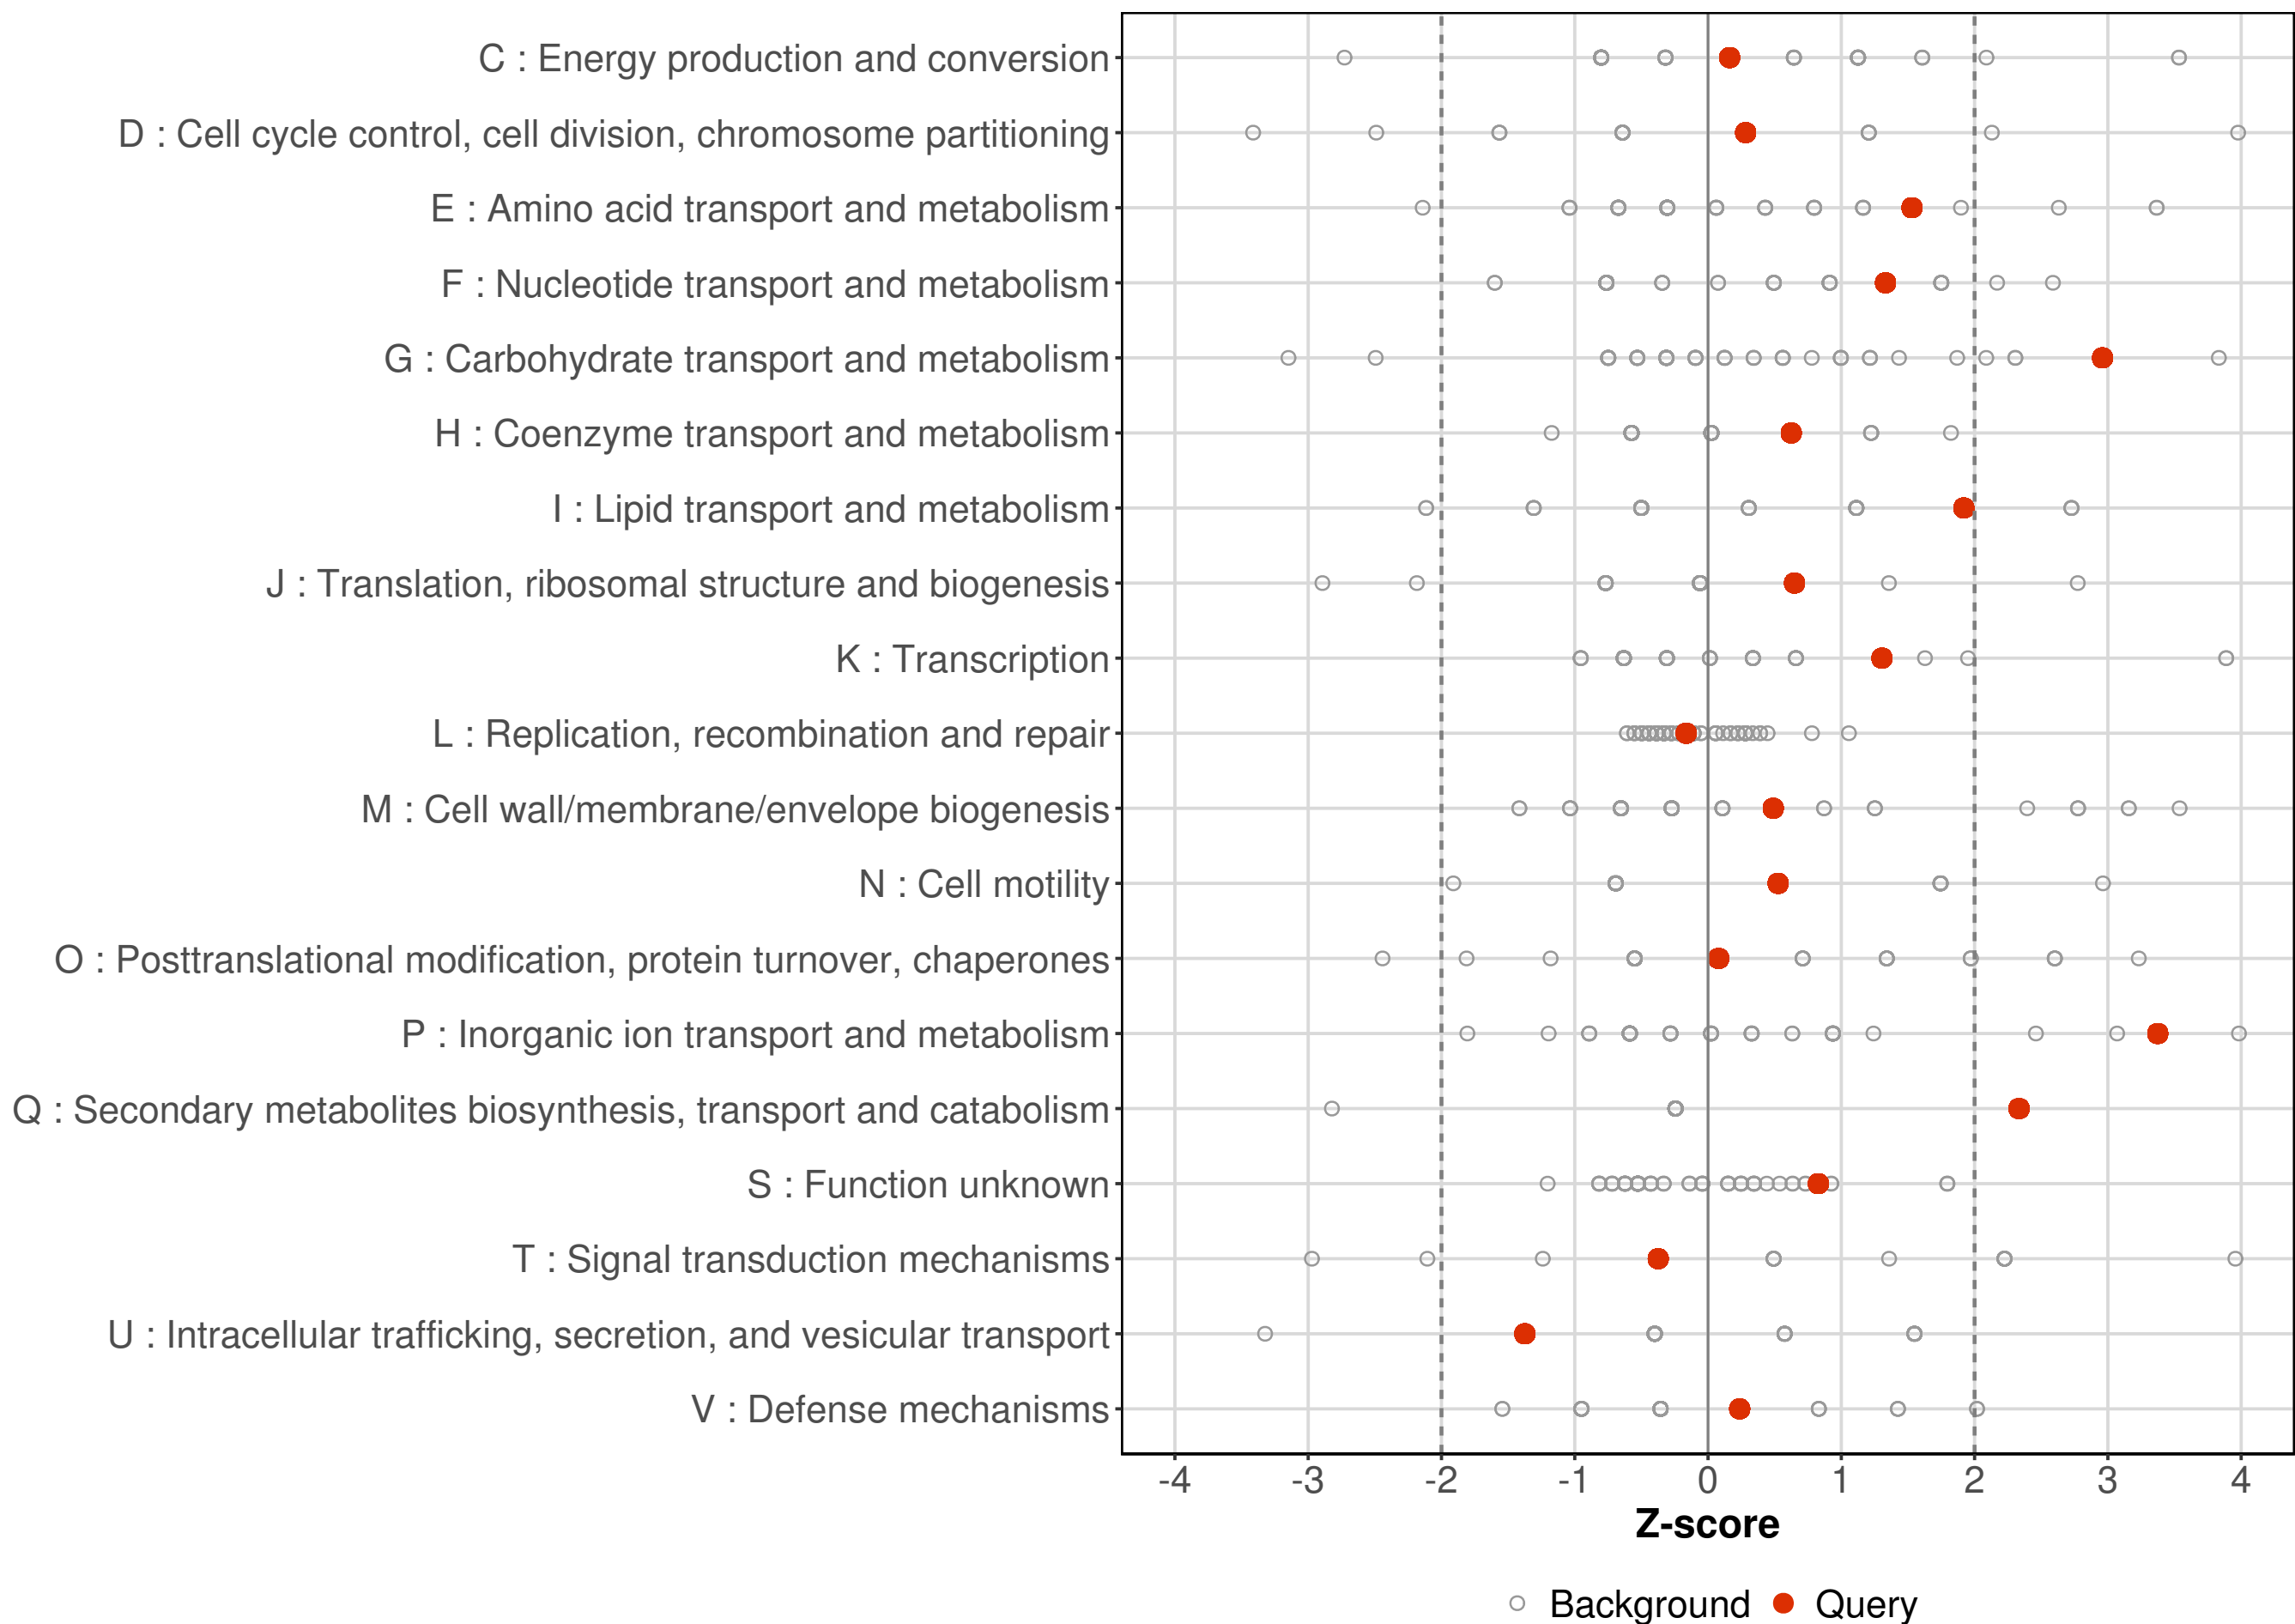 C : Energy production and conversion
D : Cell cycle control, cell division, chromosome partitioning
E : Amino acid transport and metabolism
F : Nucleotide transport and metabolism
G : Carbohydrate transport and metabolism
H : Coenzyme transport and metabolism
I : Lipid transport and metabolism
J : Translation, ribosomal structure and biogenesis
K : Transcription
L : Replication, recombination and repair
M : Cell wall/membrane/envelope biogenesis
N : Cell motility
O : Posttranslational modification, protein turnover, chaperones
P : Inorganic ion transport and metabolism
Q : Secondary metabolites biosynthesis, transport and catabolism
S : Function unknown
T : Signal transduction mechanisms
U : Intracellular trafficking, secretion, and vesicular transport
V : Defense mechanisms
-4 -3 -2 -1 0 1 2 3 4
Z-score
Background Query